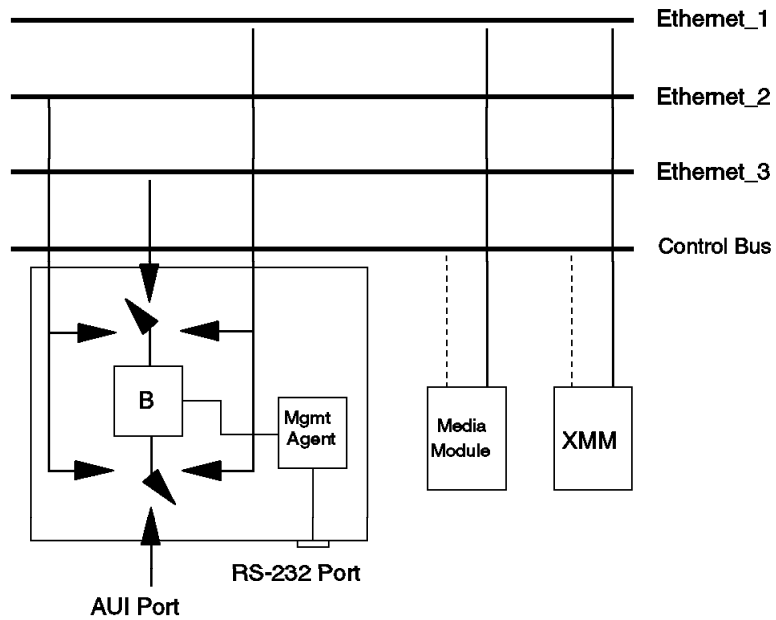 Ethernet_1
Ethernet_2
Ethernet_3
Control Bus
B
Mgmt
Agent
Media
Module
XMM
RS-232 Port
AUI Port